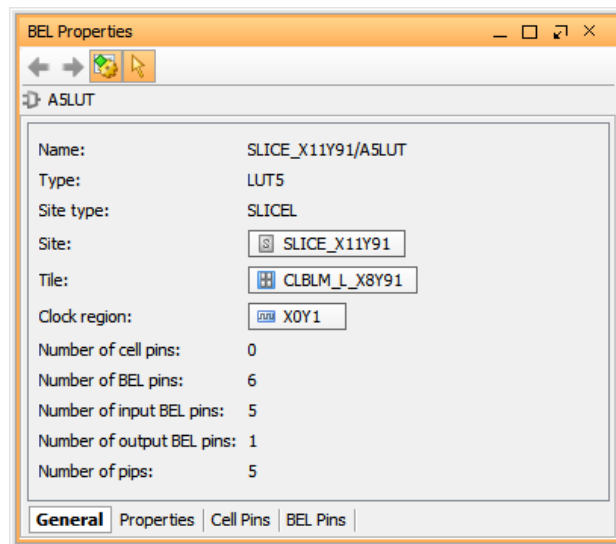 BEL Properties
A5LUT
Name: SLICE_X11Y91/A5LUT
Type: LUT5
Site type: SLICEL
Site: S SLICE_X11Y91
Tile: CLBLM_L_X8Y91
Clock region: X0Y1
Number of cell pins: 0
Number of BEL pins: 6
Number of input BEL pins: 5
Number of output BEL pins: 1
Number of pips: 5
General Properties Cell Pins BEL Pins